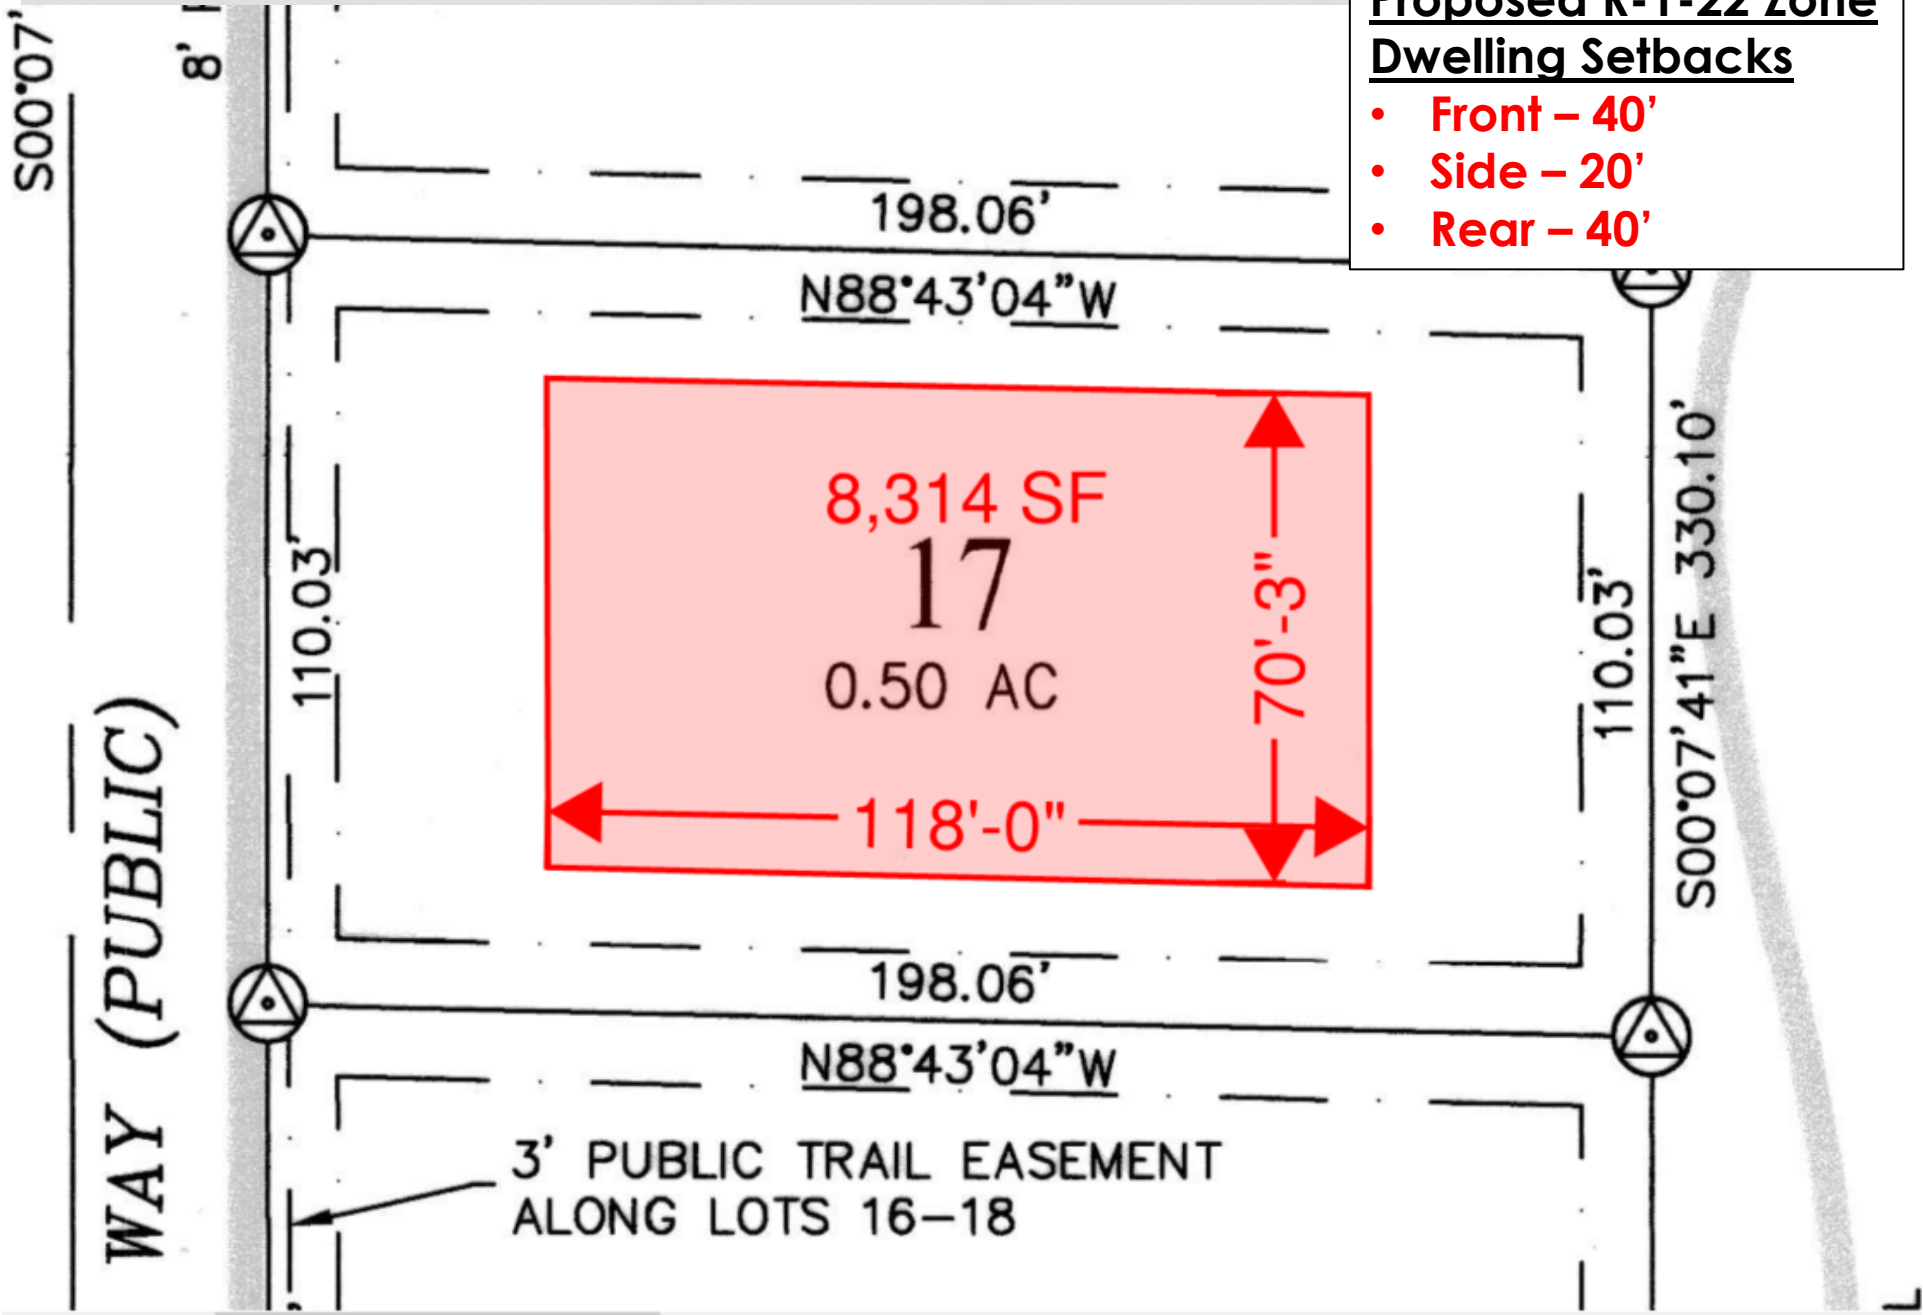 Proposed R-1-22 Zone
Dwelling Setbacks
• Front – 40’
• Side – 20’
• Rear – 40’
S00°07'
8'
198.06'
N88°43'04"W
110.03'
8,314 SF
17
0.50 AC
70'-3"
118'-0"
110.03'
S00°07'41"E 330.10'
198.06'
N88°43'04"W
WAY (PUBLIC)
3' PUBLIC TRAIL EASEMENT
ALONG LOTS 16–18